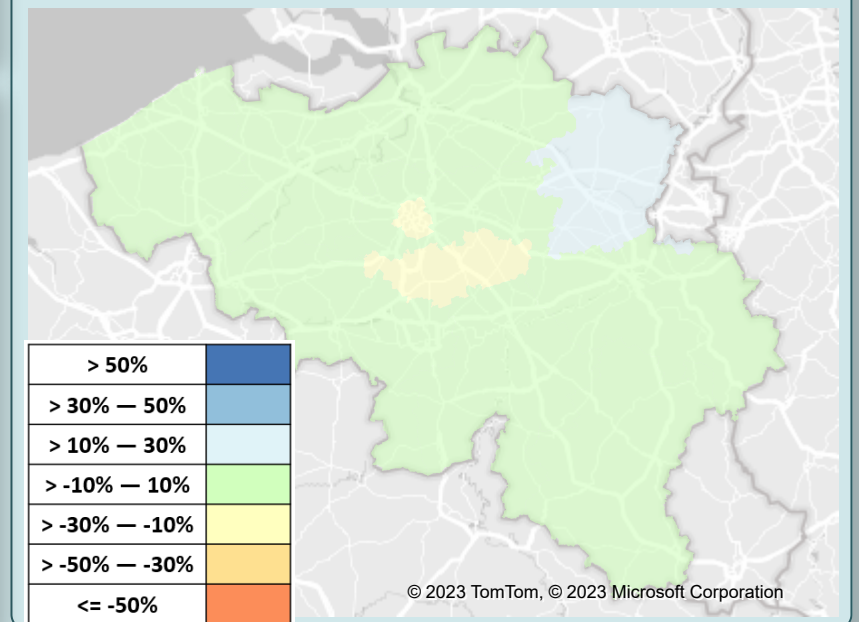 > 50%
> 30% — 50%
> 10% — 30%
> -10% — 10%
> -30% — -10%
> -50% — -30%
<= -50%
© 2023 TomTom, © 2023 Microsoft Corporation